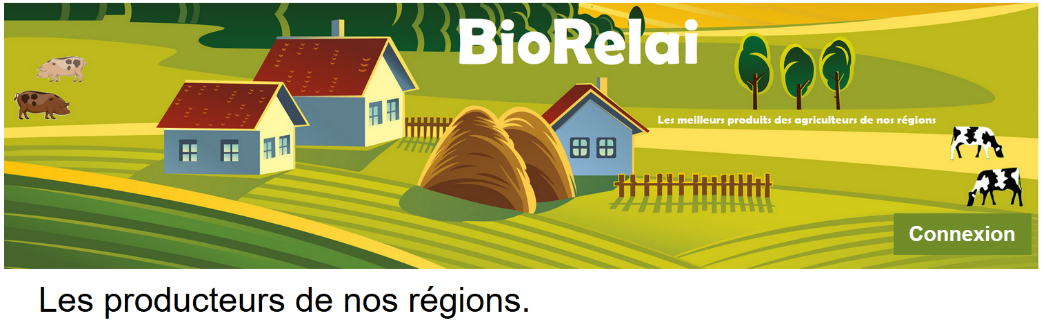 BioRelai
Les meilleurs produits des agriculteurs de nos régions
Connexion
Les producteurs de nos régions.